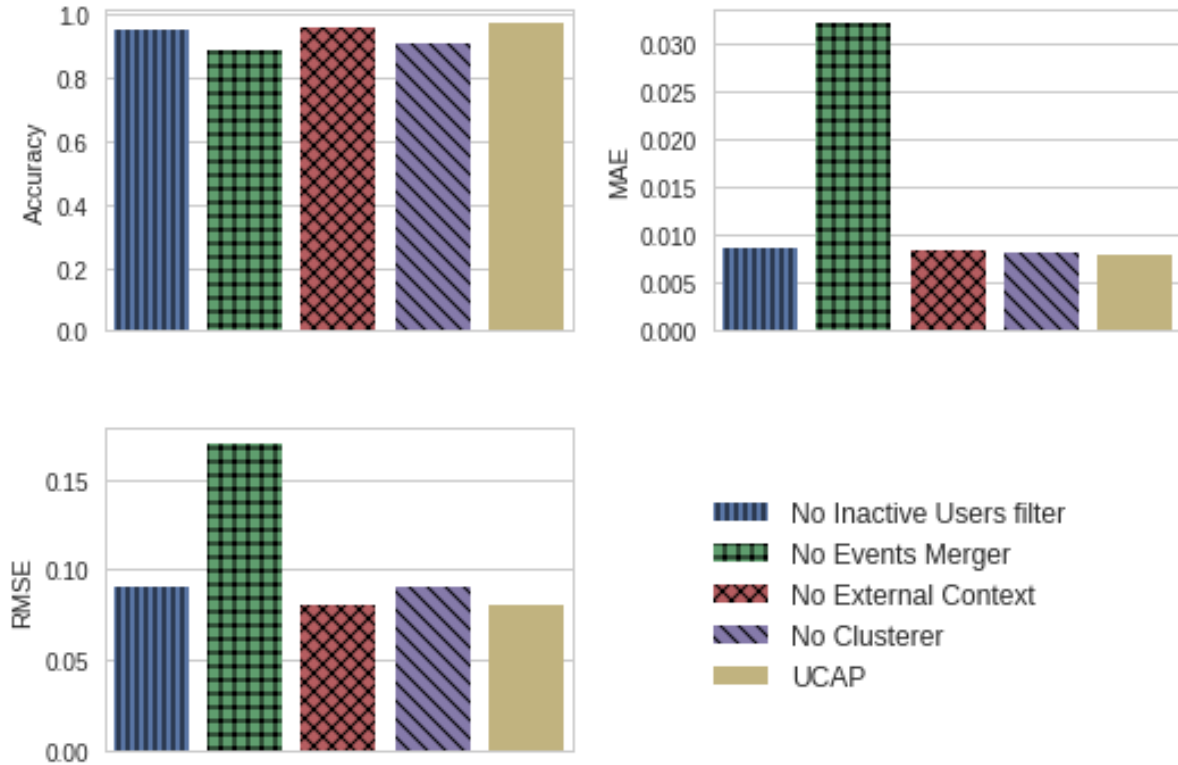 1.0
0.8
0.6
0.4
0.2
0.0
Accuracy
0.030
0.025
0.020
0.015
0.010
0.005
0.000
MAE
0.15
0.10
0.05
0.00
RMSE
No Inactive Users filter
No Events Merger
No External Context
No Clusterer
UCAP